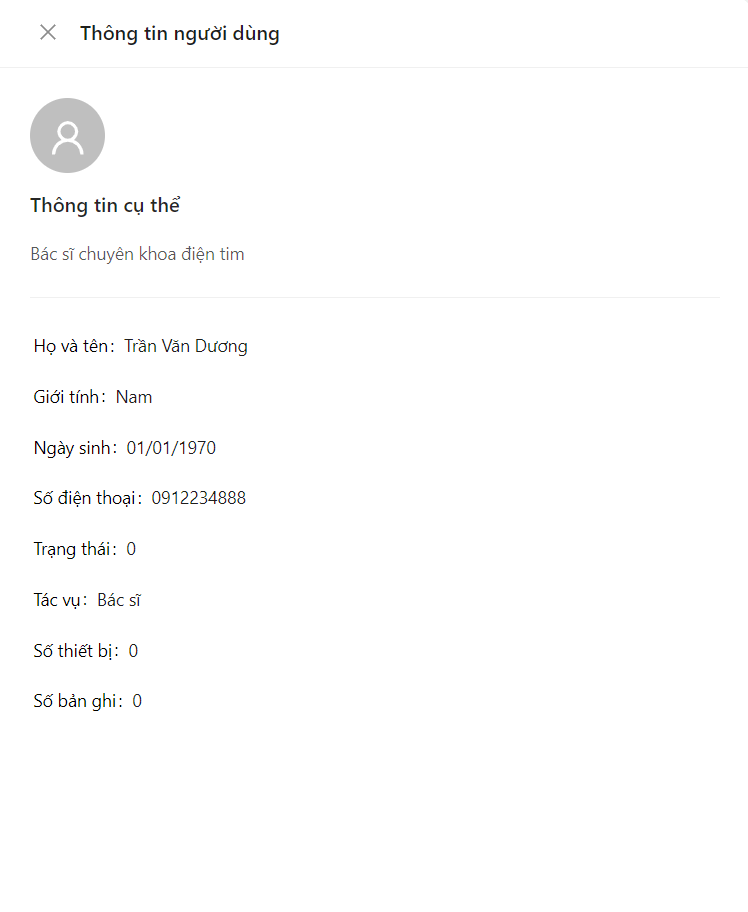 Thông tin người dùng
Thông tin cụ thể
Bác sĩ chuyên khoa điện tim
Họ và tên: Trần Văn Dương
Giới tính: Nam
Ngày sinh: 01/01/1970
Số điện thoại: 0912234888
Trạng thái: 0
Tác vụ: Bác sĩ
Số thiết bị: 0
Số bản ghi: 0